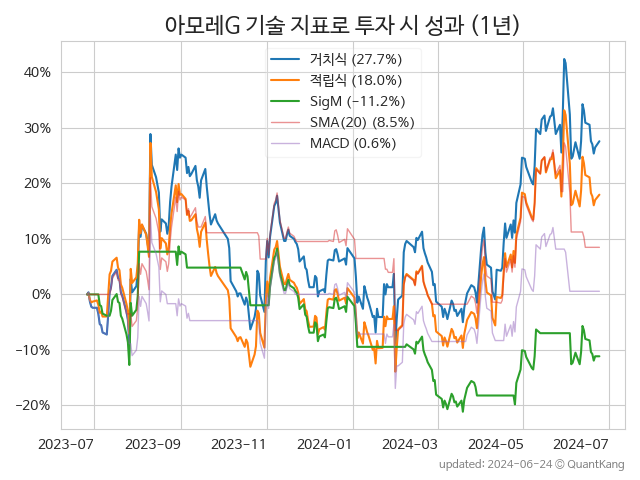 아모레G 기술 지표로 투자 시 성과 (1년)
거치식 (27.7%)
적립식 (18.0%)
SigM (−11.2%)
SMA(20) (8.5%)
MACD (0.6%)
40%
30%
20%
10%
0%
−10%
−20%
2023-07 2023-09 2023-11 2024-01 2024-03 2024-05 2024-07
updated: 2024-06-24 © QuantKang